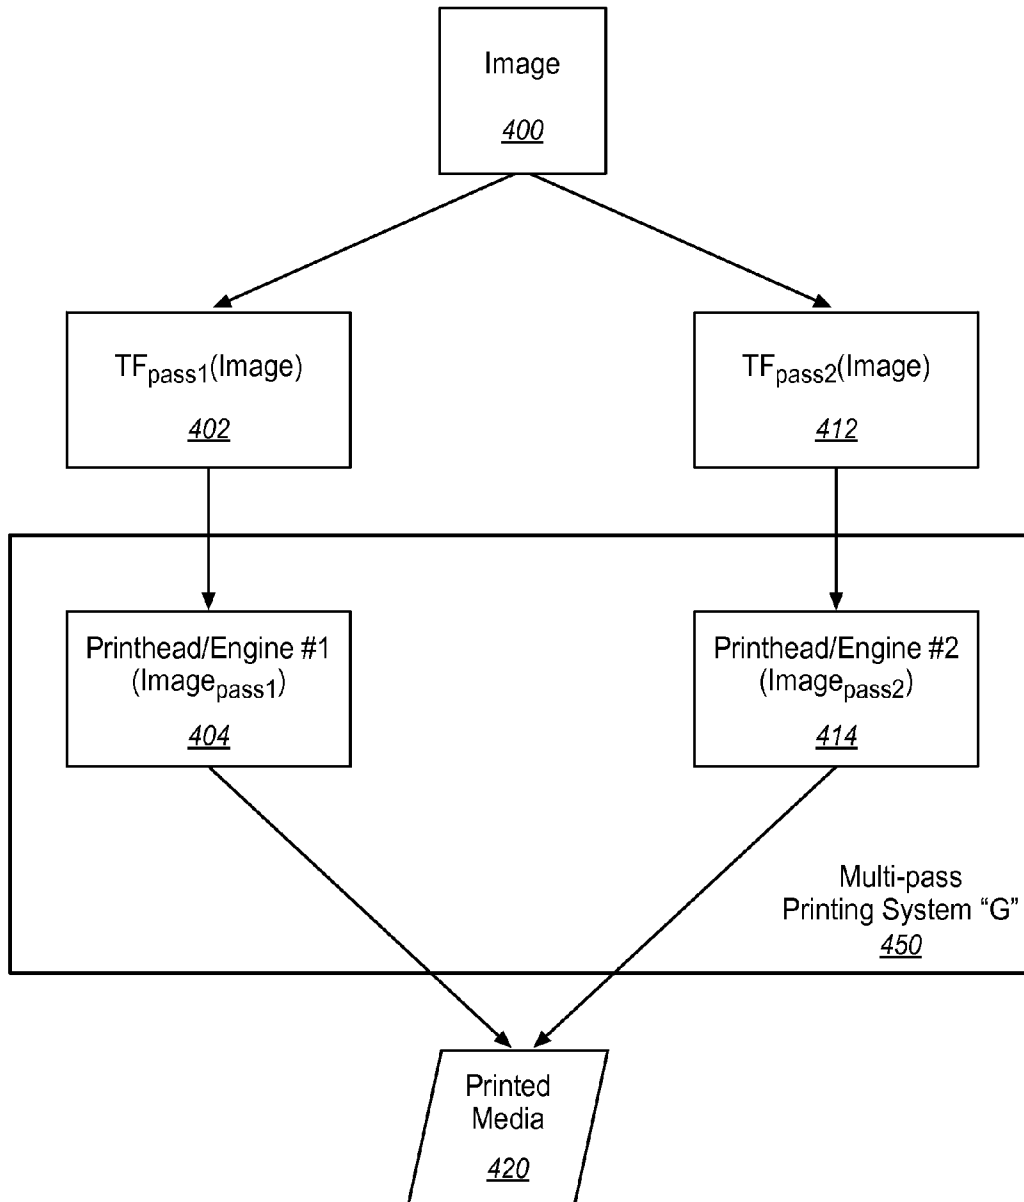 Image
400
TFpass1(Image)
402
TFpass2(Image)
412
Printhead/Engine #1
(Imagepass1)
404
Printhead/Engine #2
(Imagepass2)
414
Multi-pass
Printing System “G”
450
Printed
Media
420